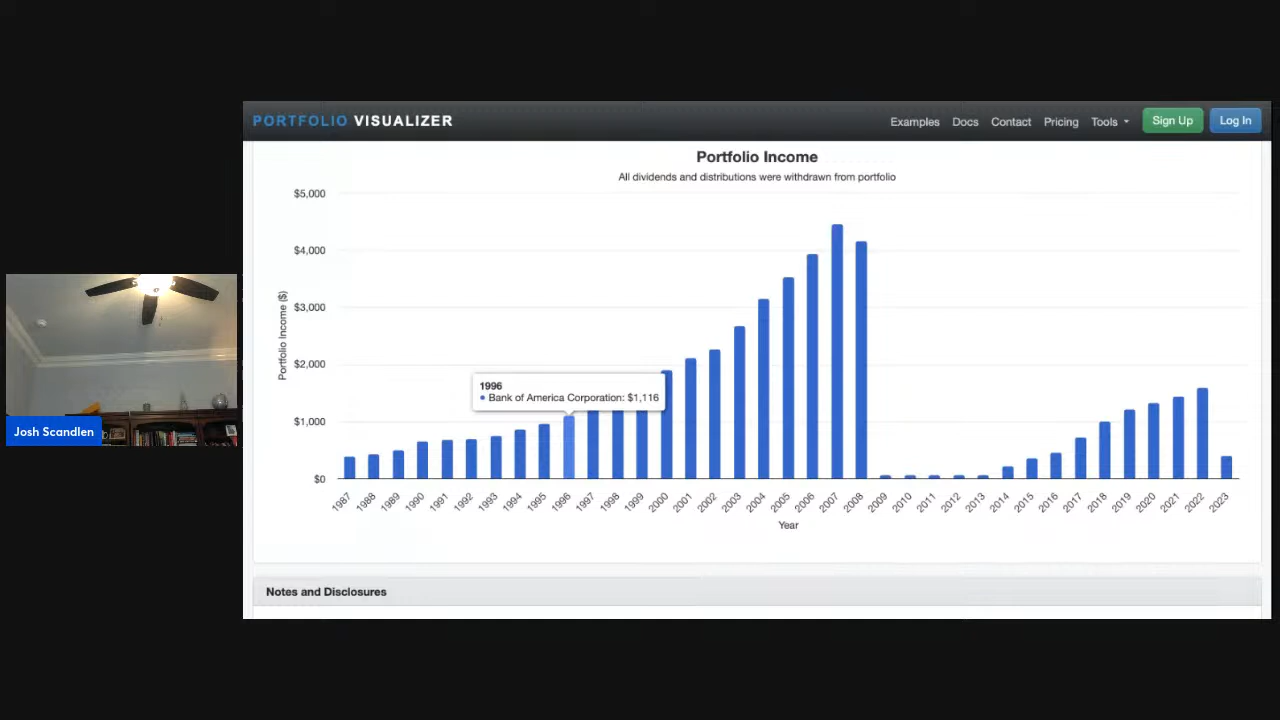 PORTFOLIO VISUALIZER
Examples Docs Contact Pricing Tools Sign Up Log In
Portfolio Income
All dividends and distributions were withdrawn from portfolio
Portfolio Income ($)
$5,000
$4,000
$3,000
$2,000
$1,000
$0
1996
Bank of America Corporation: $1,116
1987 1988 1989 1990 1991 1992 1993 1994 1995 1996 1997 1998 1999 2000 2001 2002 2003 2004 2005 2006 2007 2008 2009 2010 2011 2012 2013 2014 2015 2016 2017 2018 2019 2020 2021 2022 2023
Year
Notes and Disclosures
Josh Scandlen